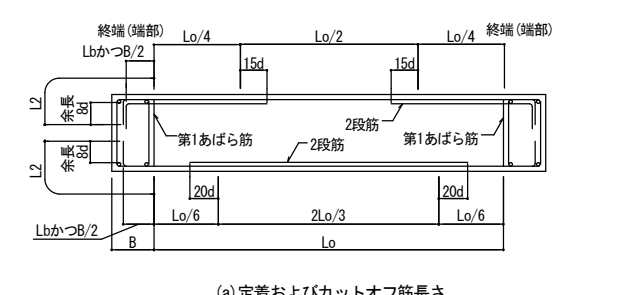 終端(端部)
Lo/4
Lo/2
Lo/4
終端(端部)
LbかつB/2
15d
15d
L2
余長
8d
2段筋
第1あばら筋
2段筋
第1あばら筋
L2
余長
8d
20d
20d
Lo/6
2Lo/3
Lo/6
LbかつB/2
B
Lo
(a)定着およびカットオフ筋長さ